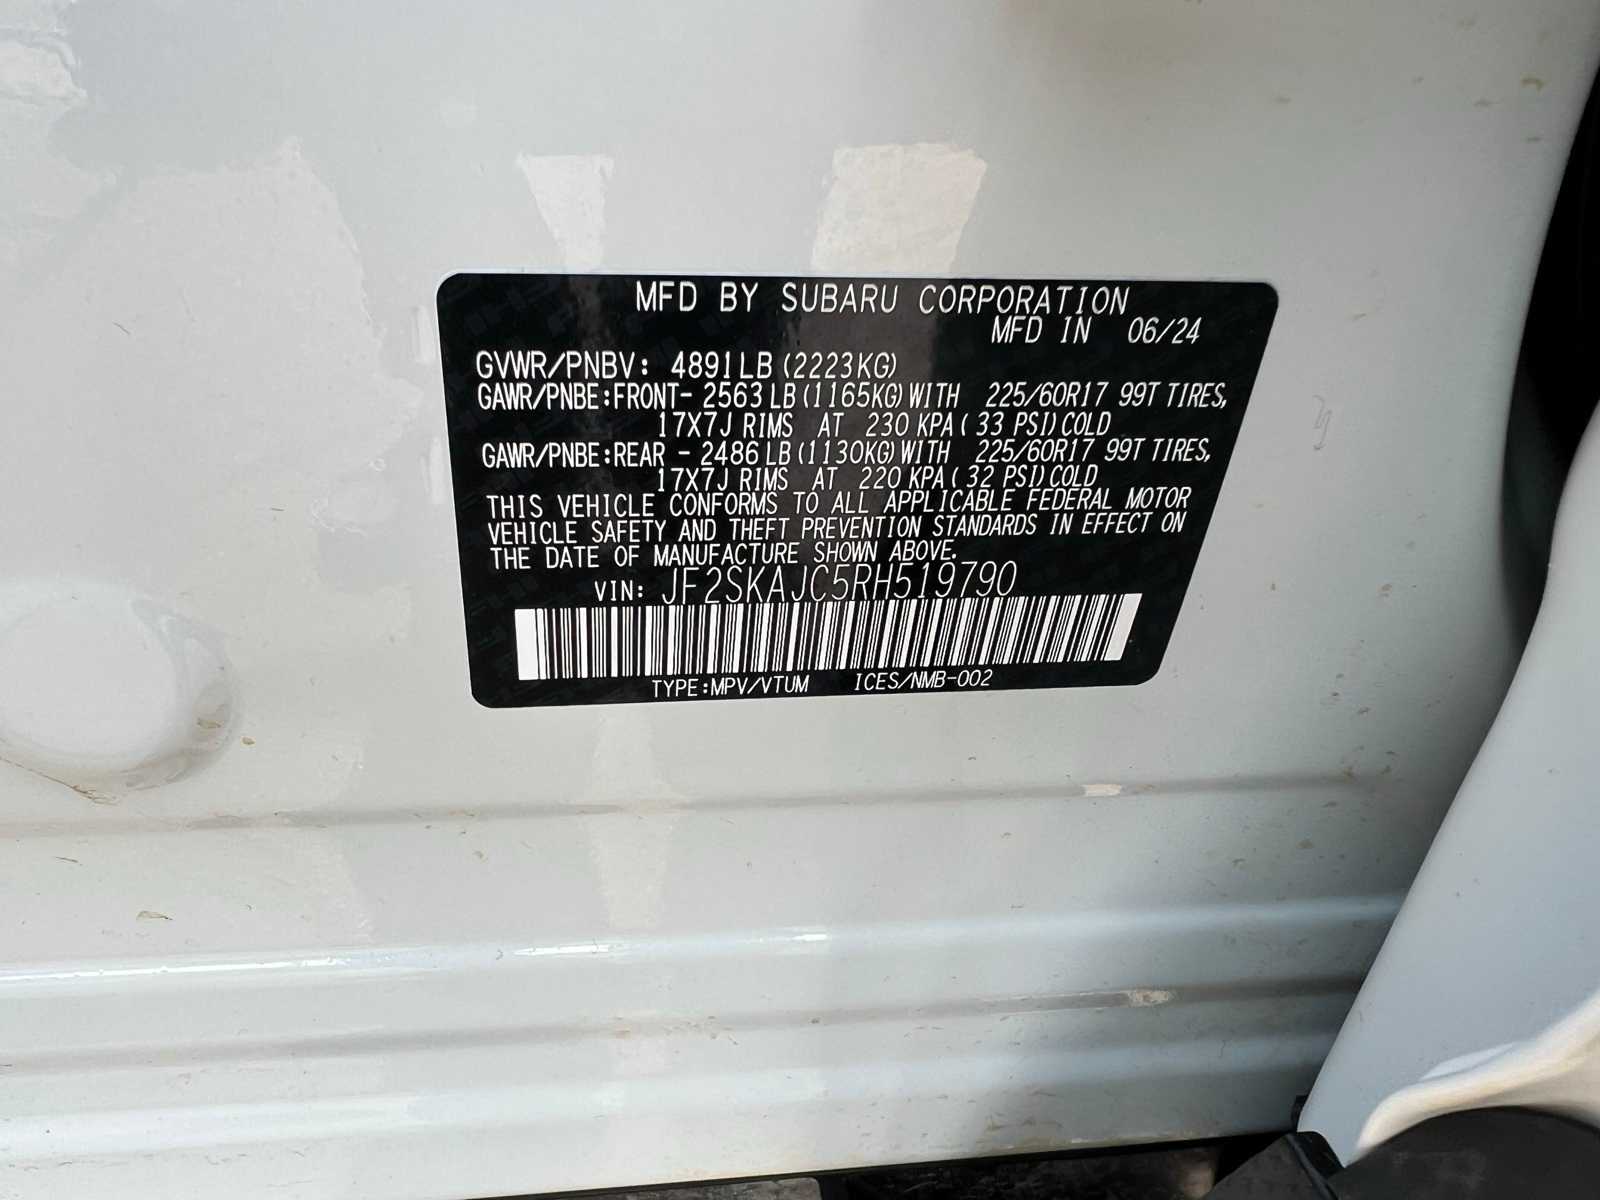 MFD BY SUBARU CORPORATION
MFD IN 06/24
GVWR/PNBV: 4891LB (2223KG)
GAWR/PNBE:FRONT- 2563 LB (1165KG) WITH 225/60R17 99T TIRES,
17X7J RIMS AT 230 KPA ( 33 PSI) COLD
GAWR/PNBE:REAR - 2486 LB (1130KG) WITH 225/60R17 99T TIRES,
17X7J RIMS AT 220 KPA ( 32 PSI) COLD
THIS VEHICLE CONFORMS TO ALL APPLICABLE FEDERAL MOTOR
VEHICLE SAFETY AND THEFT PREVENTION STANDARDS IN EFFECT ON
THE DATE OF MANUFACTURE SHOWN ABOVE.
VIN: JF2SKAJC5RH519790
TYPE:MPV/VTUM ICES/NMB-002